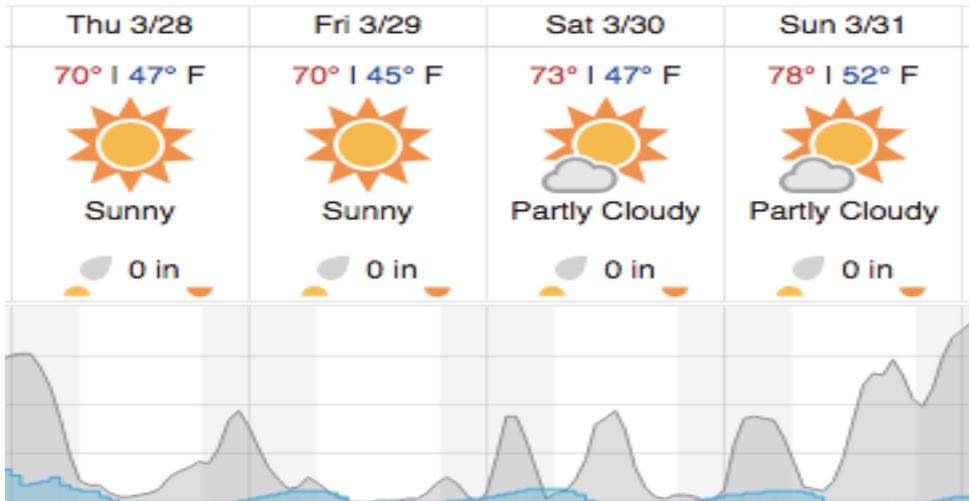 Thu 3/28 Fri 3/29 Sat 3/30 Sun 3/31
70° | 47° F 70° | 45° F 73° | 47° F 78° | 52° F
Sunny Sunny Partly Cloudy Partly Cloudy
0 in 0 in 0 in 0 in